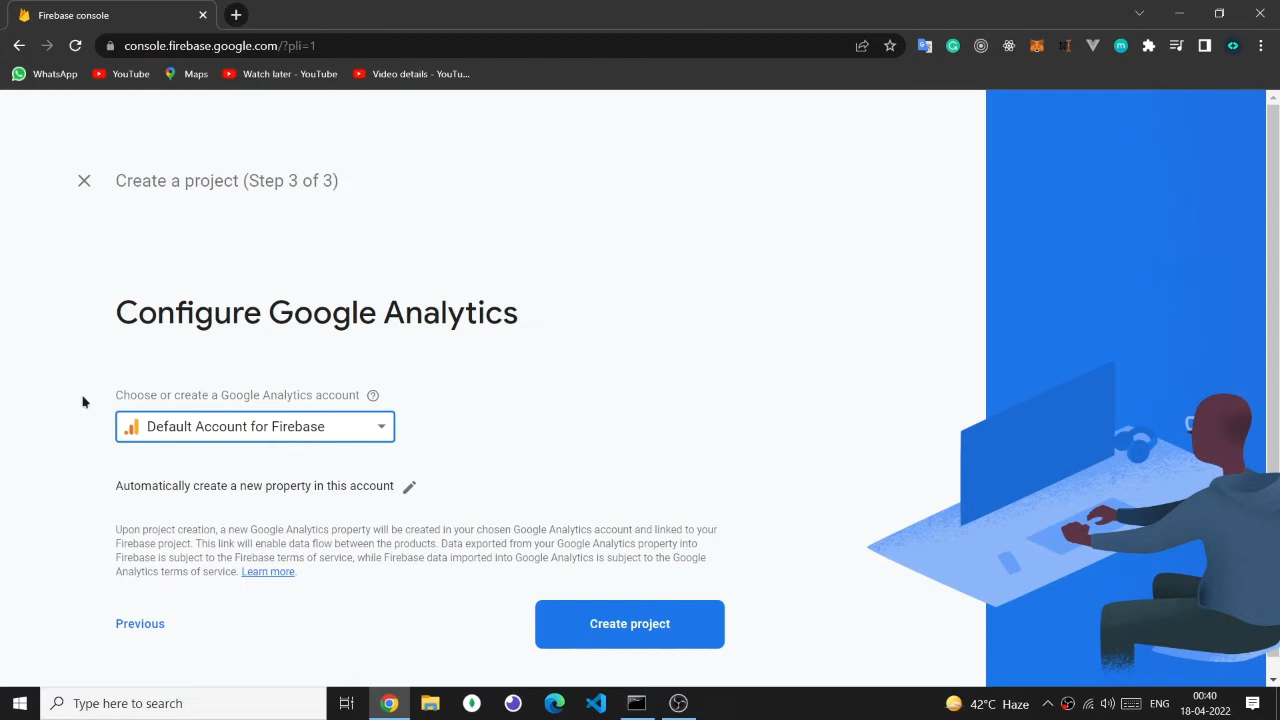 Firebase console
console.firebase.google.com/?pli=1
WhatsApp
YouTube
Maps
Watch later - YouTube
Video details - YouTu...
Create a project (Step 3 of 3)
Configure Google Analytics
Choose or create a Google Analytics account
Default Account for Firebase
Automatically create a new property in this account
Upon project creation, a new Google Analytics property will be created in your chosen Google Analytics account and linked to your
Firebase project. This link will enable data flow between the products. Data exported from your Google Analytics property into
Firebase is subject to the Firebase terms of service, while Firebase data imported into Google Analytics is subject to the Google
Analytics terms of service. Learn more.
Previous
Create project
Type here to search
42°C Haze
ENG
00:40
18-04-2022